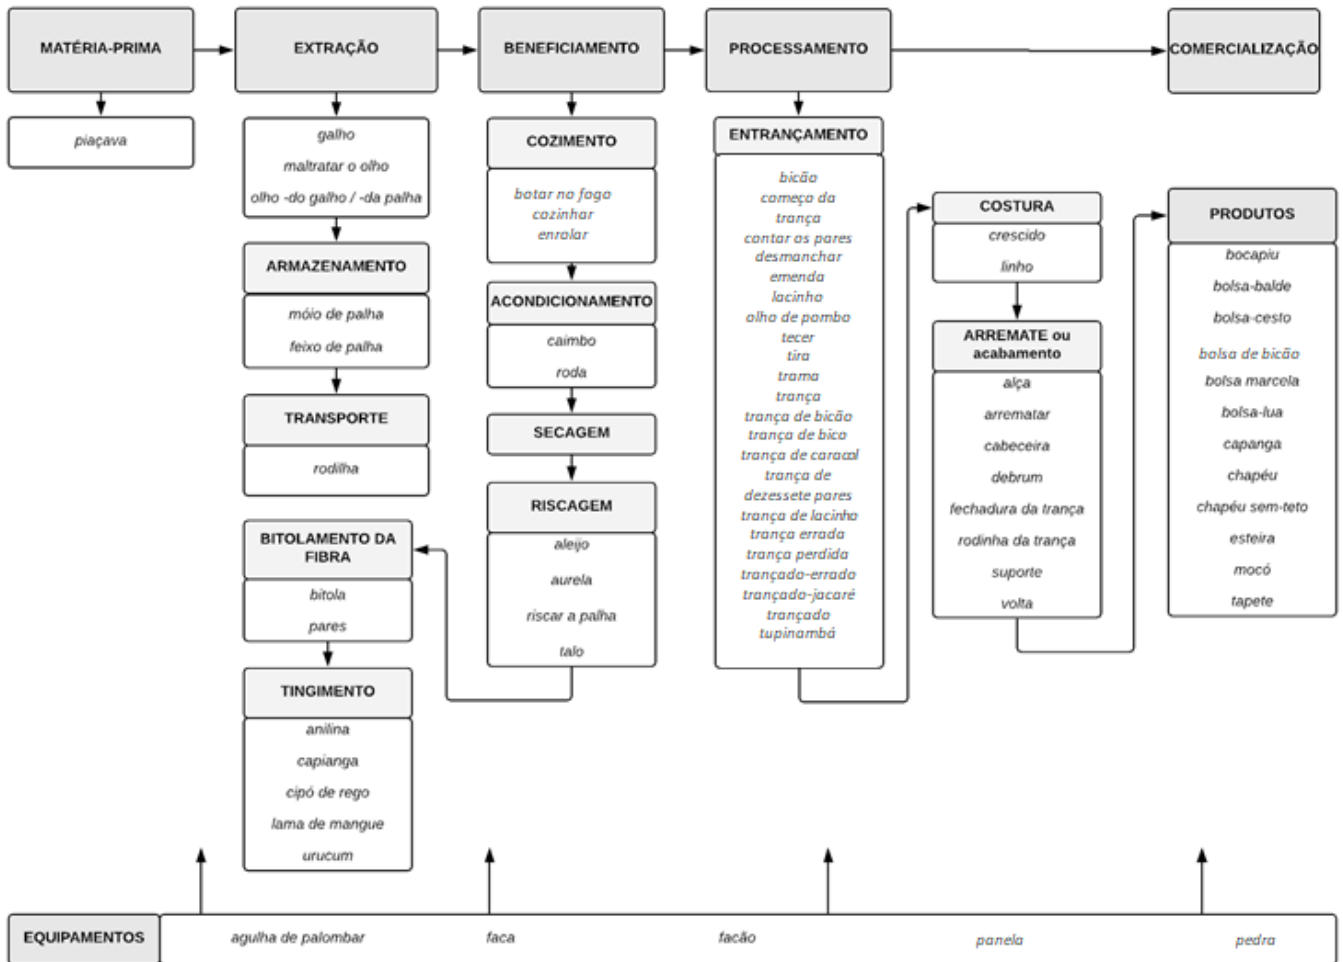 MATÉRIA-PRIMA
piaçava
EXTRAÇÃO
galho
maltratar o olho
olho -do galho / -da palha
ARMAZENAMENTO
móio de palha
feixo de palha
TRANSPORTE
rodilha
BENEFICIAMENTO
COZIMENTO
botar no fogo
cozinhar
enrolar
ACONDICIONAMENTO
caimbo
roda
SECAGEM
RISCAGEM
aleijo
aurela
riscar a palha
talo
BITOLAMENTO DA
FIBRA
bitola
pares
TINGIMENTO
anilina
capianga
cipó de rego
lama de mangue
urucum
PROCESSAMENTO
ENTRANÇAMENTO
bicão
começo da
trança
contar os pares
desmanchar
emenda
lacinho
olho de pombo
tecer
tira
trama
trança
trança de bicão
trança de bico
trança de caracol
trança de
dezessete pares
trança de lacinho
trança errada
trança perdida
trançado-errado
trançado-jacaré
trançado
tupinambá
COSTURA
crescido
linho
ARREMATE ou
acabamento
alça
arrematar
cabeceira
debrum
fechadura da trança
rodinha da trança
suporte
volta
COMERCIALIZAÇÃO
PRODUTOS
bocapiu
bolsa-balde
bolsa-cesto
bolsa de bicão
bolsa marcela
bolsa-lua
capanga
chapéu
chapéu sem-teto
esteira
mocó
tapete
EQUIPAMENTOS
agulha de palombar
faca
facão
panela
pedra